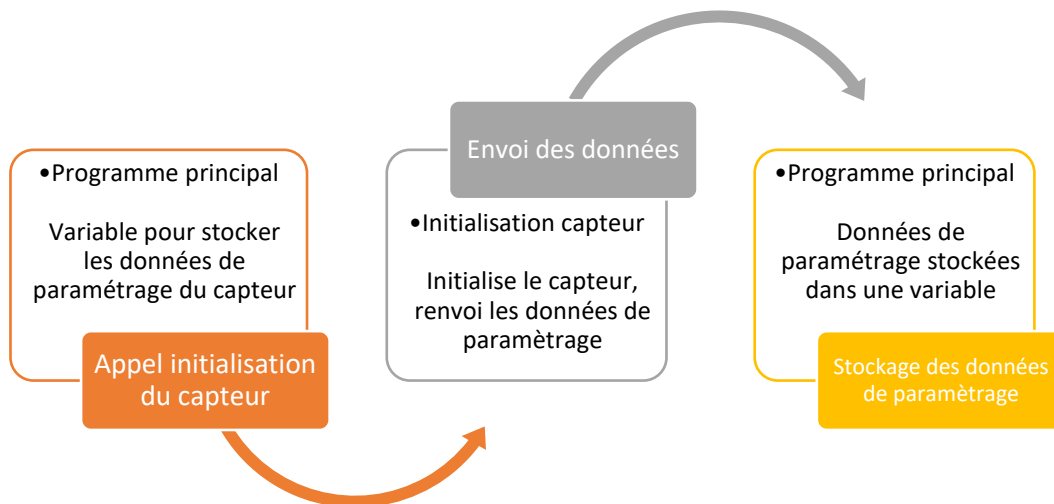 •Programme principal
Variable pour stocker
les données de
paramétrage du capteur
Appel initialisation
du capteur
Envoi des données
•Initialisation capteur
Initialise le capteur,
renvoi les données de
paramètrage
•Programme principal
Données de
paramétrage stockées
dans une variable
Stockage des données
de paramètrage